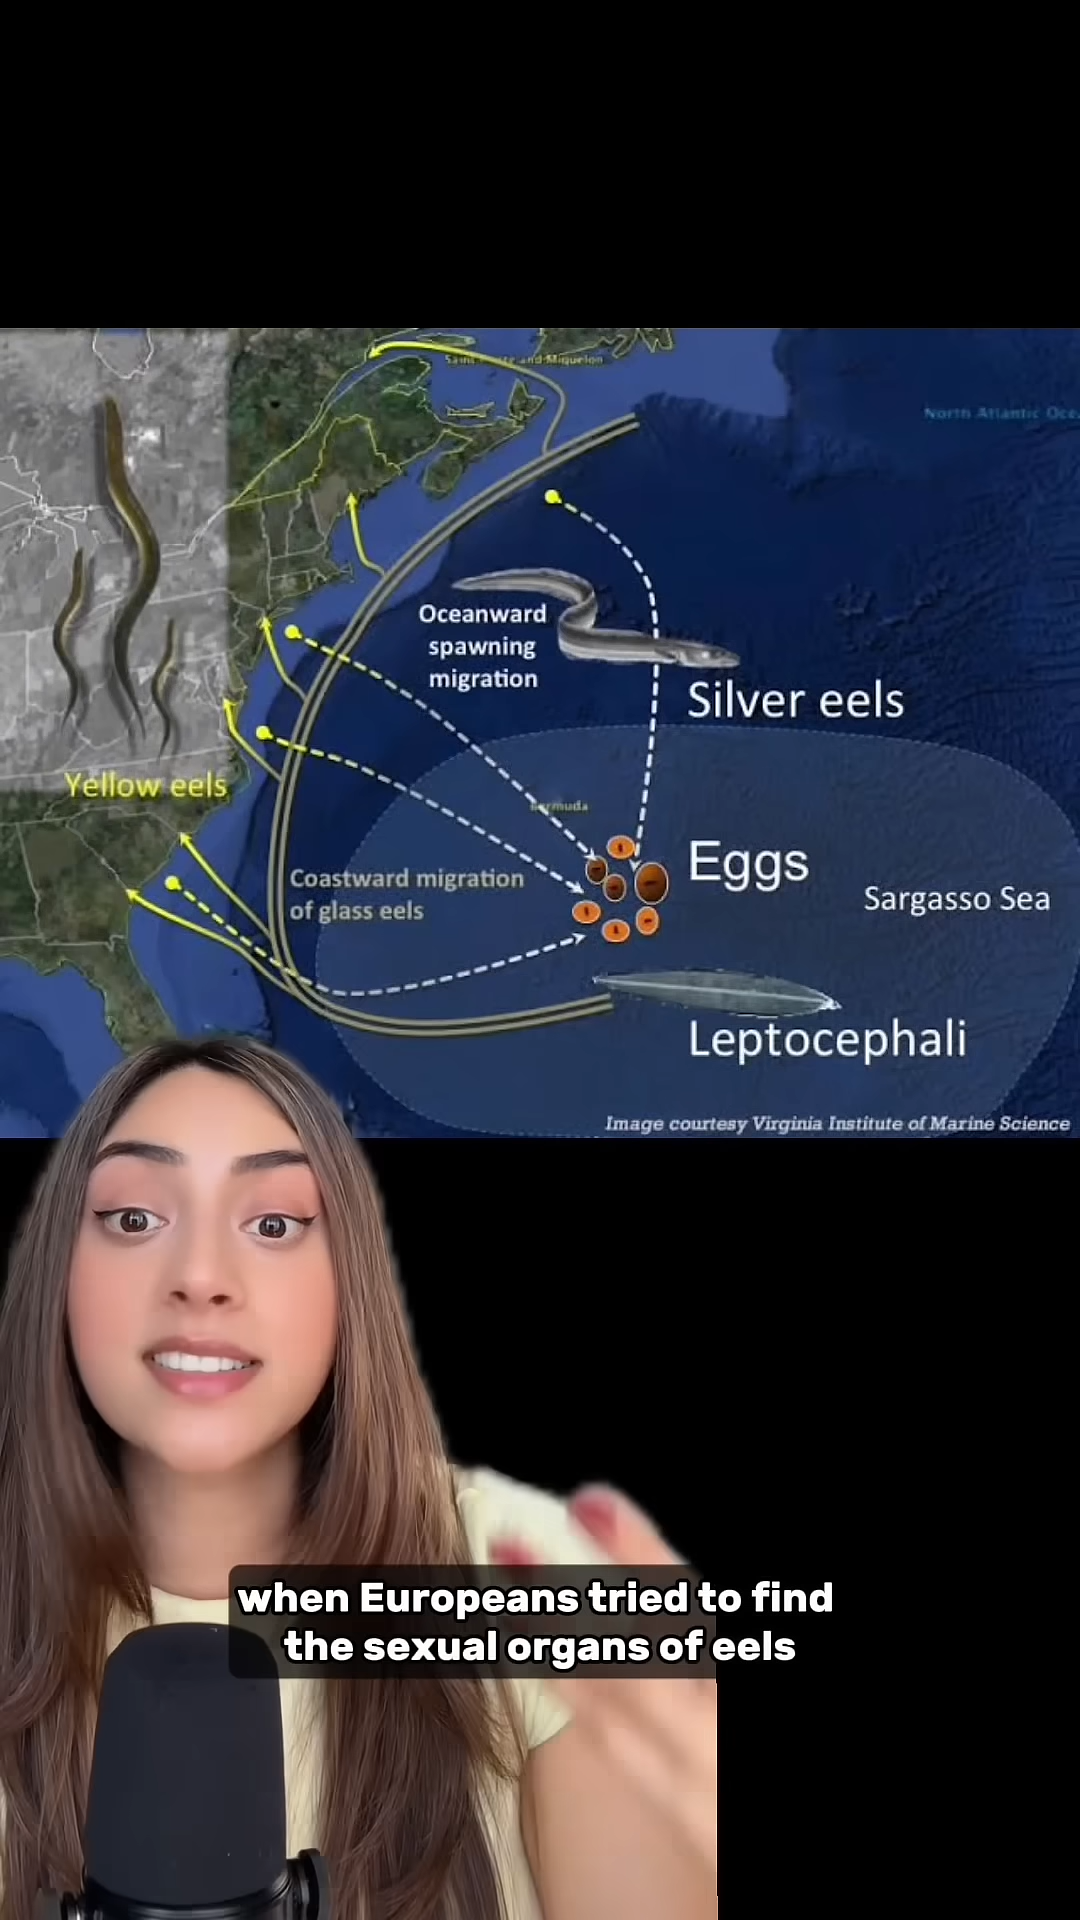 North Atlantic Oce
Oceanward
spawning
migration
Silver eels
Yellow eels
Eggs
Sargasso Sea
Coastward migration
of glass eels
Leptocephali
Image courtesy Virginia Institute of Marine Science
when Europeans tried to find
the sexual organs of eels